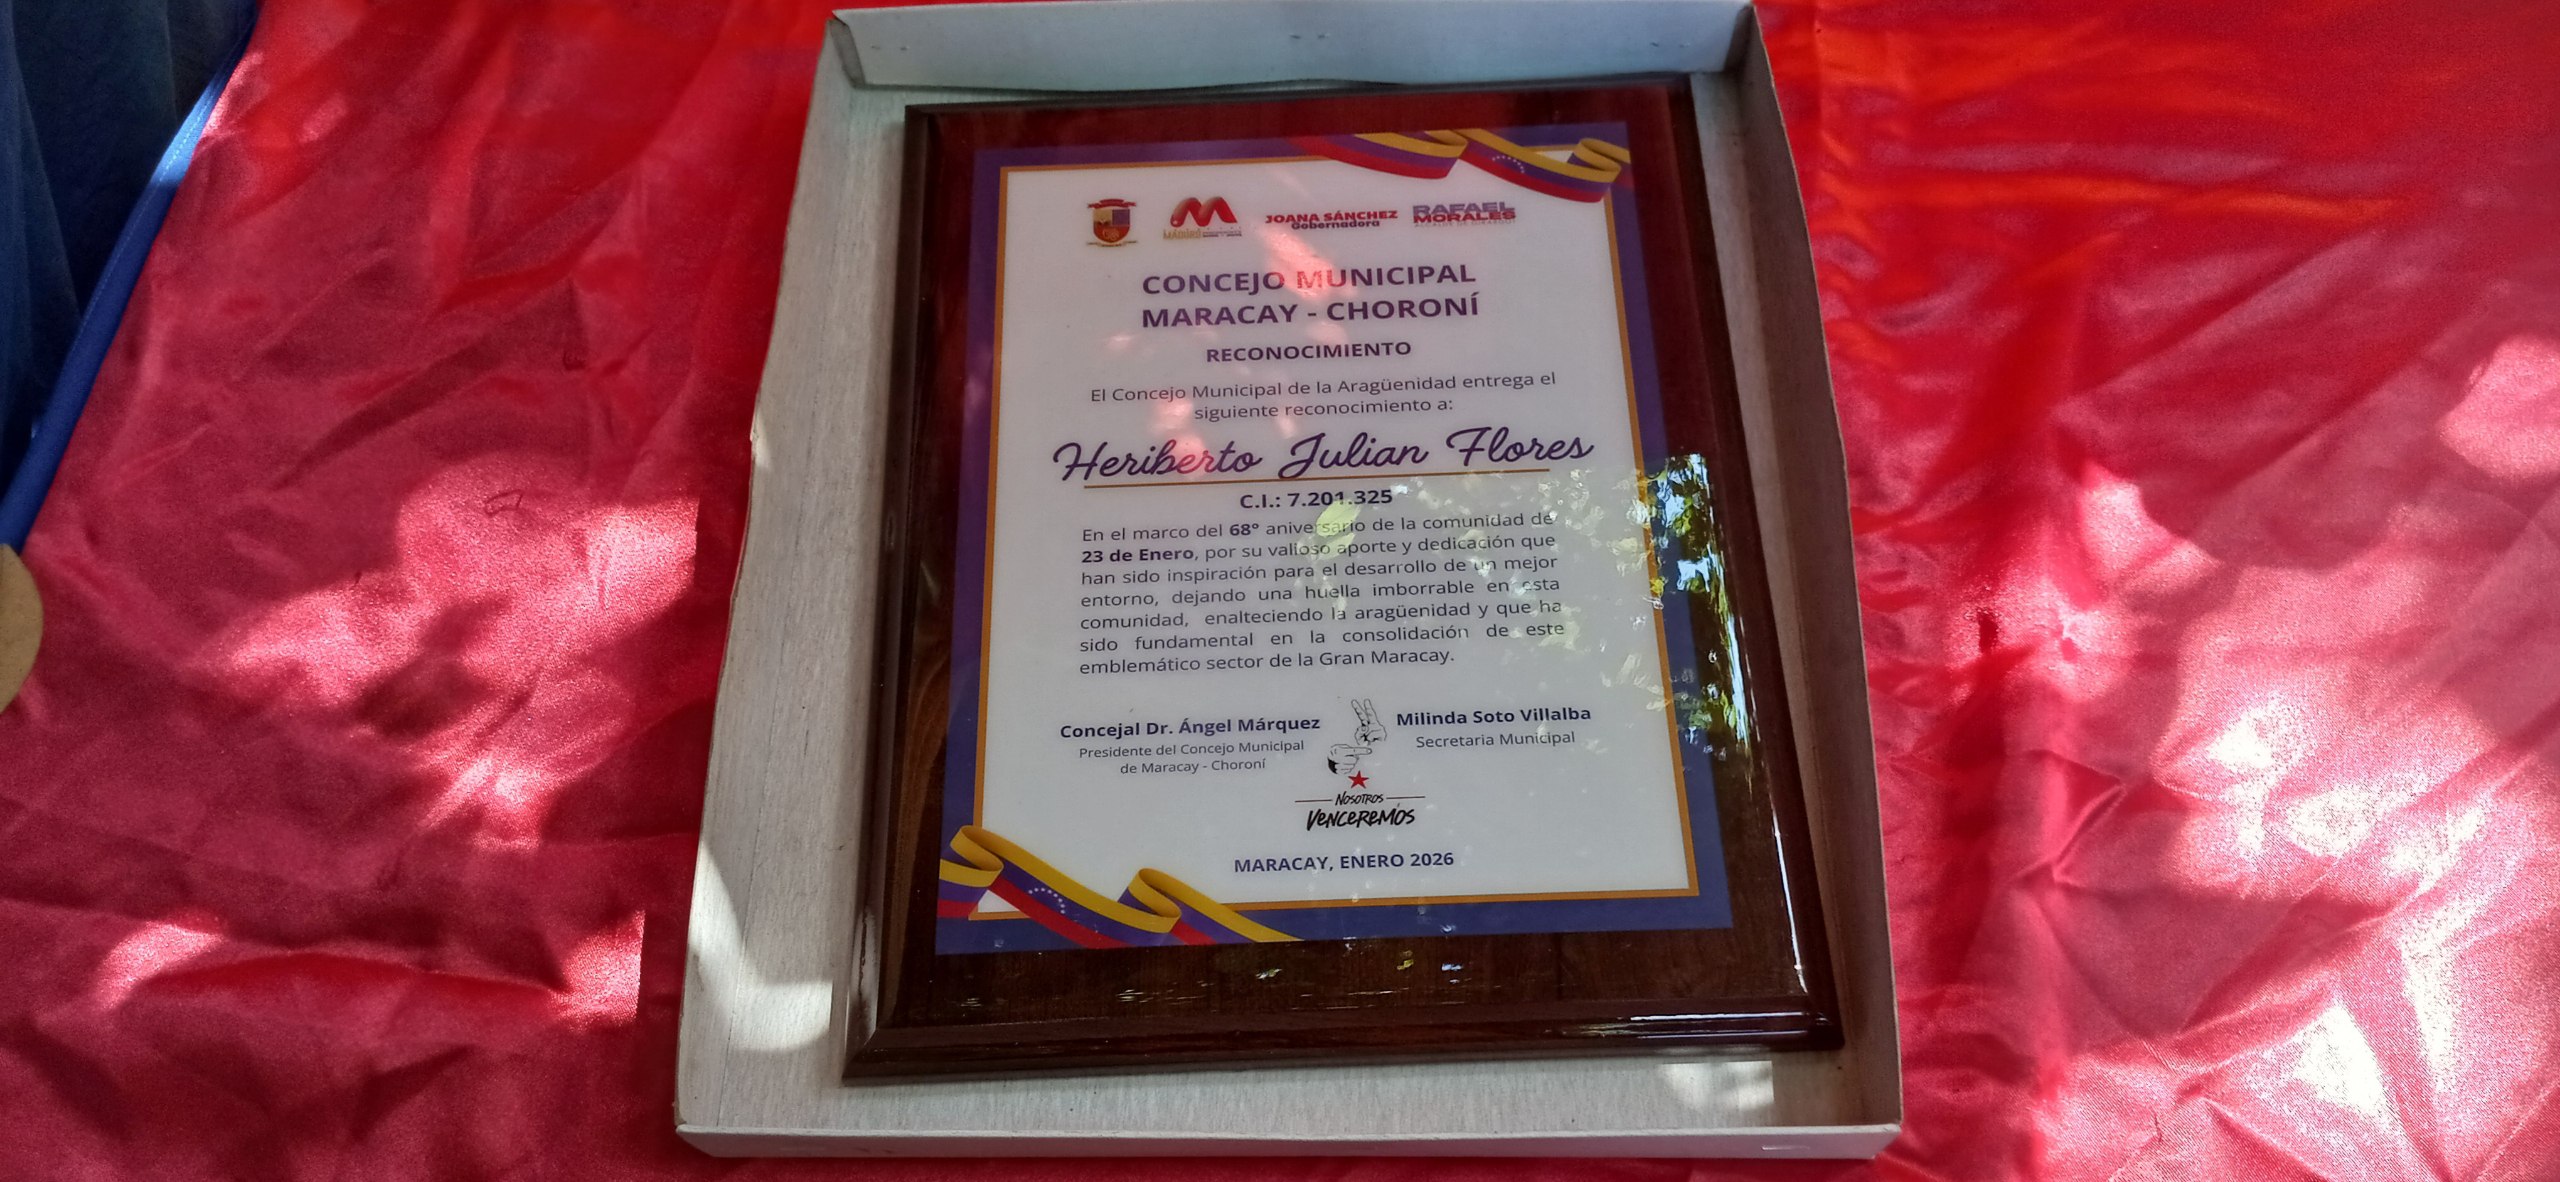 JOANA SÁNCHEZ
Gobernadora
RAFAEL
MORALES
CONCEJO MUNICIPAL
MARACAY - CHORONÍ
RECONOCIMIENTO
El Concejo Municipal de la Aragüenidad entrega el
siguiente reconocimiento a:
Heriberto Julian Flores
C.I.: 7.201.325
En el marco del 68° aniversario de la comunidad de
23 de Enero, por su valioso aporte y dedicación que
han sido inspiración para el desarrollo de un mejor
entorno, dejando una huella imborrable en esta
comunidad, enalteciendo la aragüenidad y que ha
sido fundamental en la consolidación de este
emblemático sector de la Gran Maracay.
Concejal Dr. Ángel Márquez
Presidente del Concejo Municipal
de Maracay - Choroní
Milinda Soto Villalba
Secretaria Municipal
NOSOTROS
VENCEREMOS
MARACAY, ENERO 2026